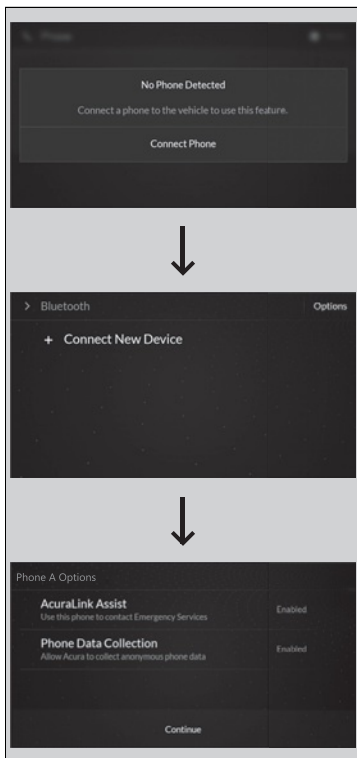 Phone
No Phone Detected
Connect a phone to the vehicle to use this feature.
Connect Phone
Bluetooth
Options
+ Connect New Device
Phone A Options
AcuraLink Assist
Use this phone to contact Emergency Services
Enabled
Phone Data Collection
Allow Acura to collect anonymous phone data
Enabled
Continue